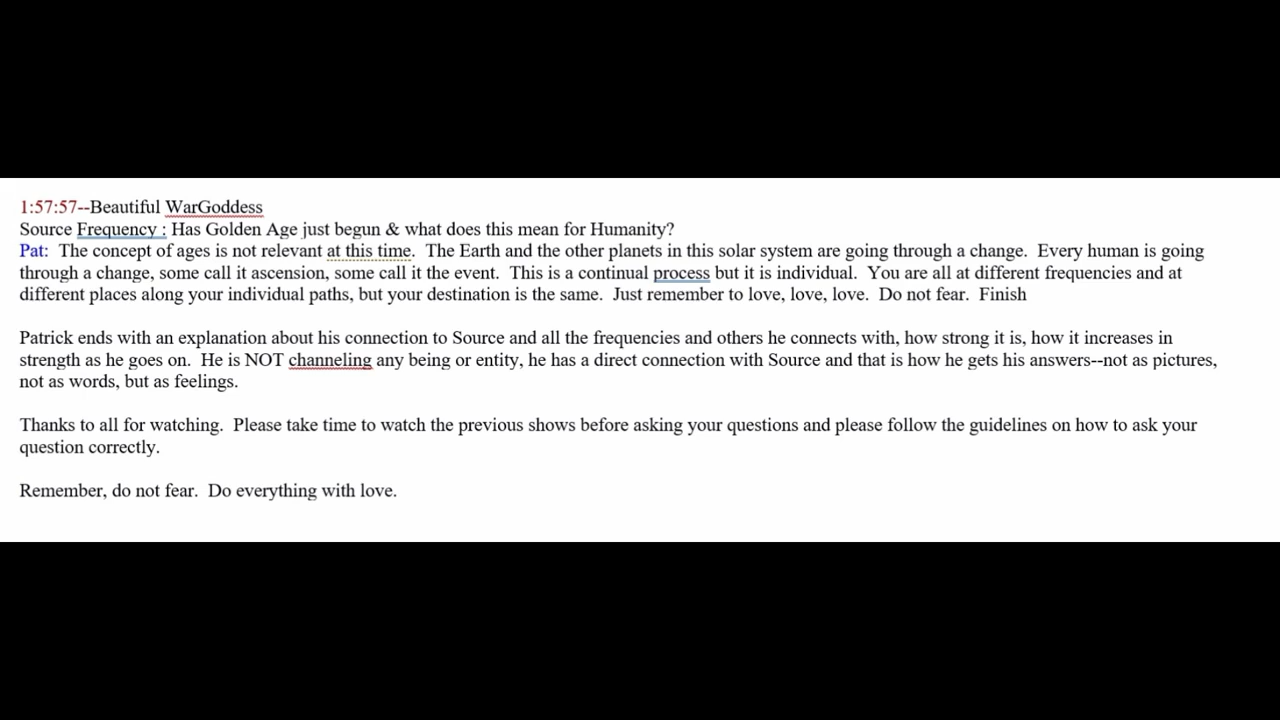 1:57:57--Beautiful WarGoddess
Source Frequency : Has Golden Age just begun & what does this mean for Humanity?
Pat:  The concept of ages is not relevant at this time.  The Earth and the other planets in this solar system are going through a change.  Every human is going
through a change, some call it ascension, some call it the event.  This is a continual process but it is individual.  You are all at different frequencies and at
different places along your individual paths, but your destination is the same.  Just remember to love, love, love.  Do not fear.  Finish
Patrick ends with an explanation about his connection to Source and all the frequencies and others he connects with, how strong it is, how it increases in
strength as he goes on.  He is NOT channeling any being or entity, he has a direct connection with Source and that is how he gets his answers--not as pictures,
not as words, but as feelings.
Thanks to all for watching.  Please take time to watch the previous shows before asking your questions and please follow the guidelines on how to ask your
question correctly.
Remember, do not fear.  Do everything with love.